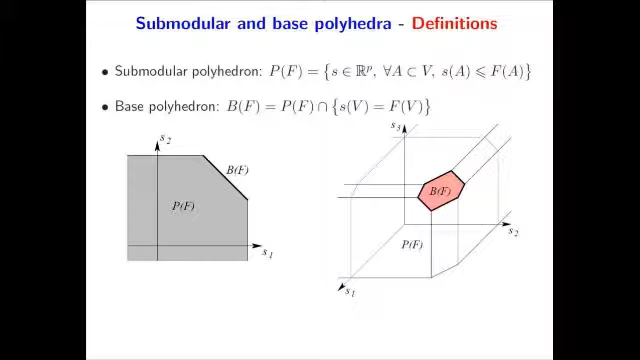 Submodular and base polyhedra - Definitions
• Submodular polyhedron: P(F) = {s ∈ ℝᵖ, ∀A ⊂ V, s(A) ⩽ F(A)}
• Base polyhedron: B(F) = P(F) ∩ {s(V) = F(V)}
s₂
B(F)
P(F)
s₁
s₃
B(F)
s₂
P(F)
s₁